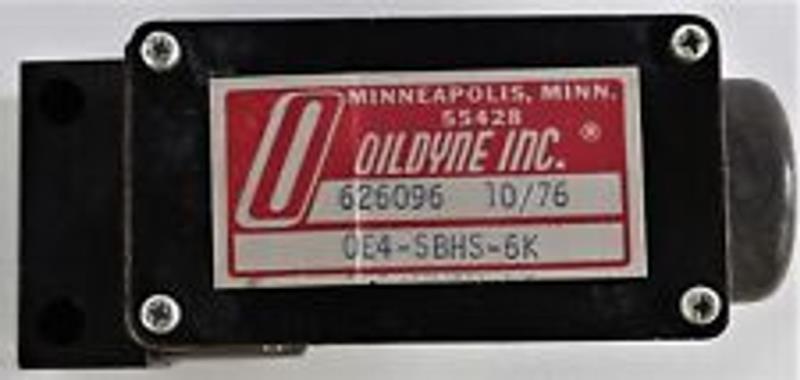 MINNEAPOLIS, MINN.
55428
OILDYNE INC. ®
626096 10/76
OE4-SBHS-6K